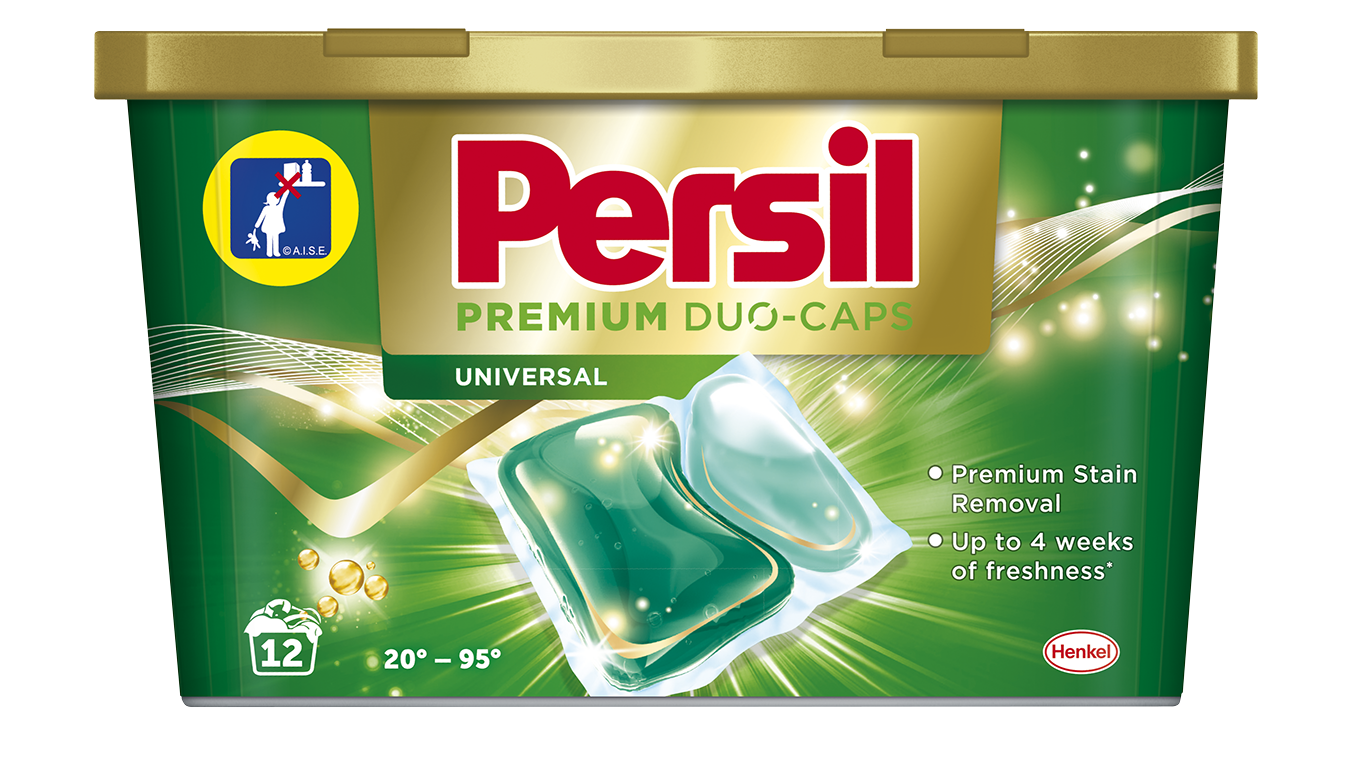 © A.I.S.E.
Persil
PREMIUM DUO-CAPS
UNIVERSAL
● Premium Stain
Removal
● Up to 4 weeks
of freshness*
12
20° – 95°
Henkel